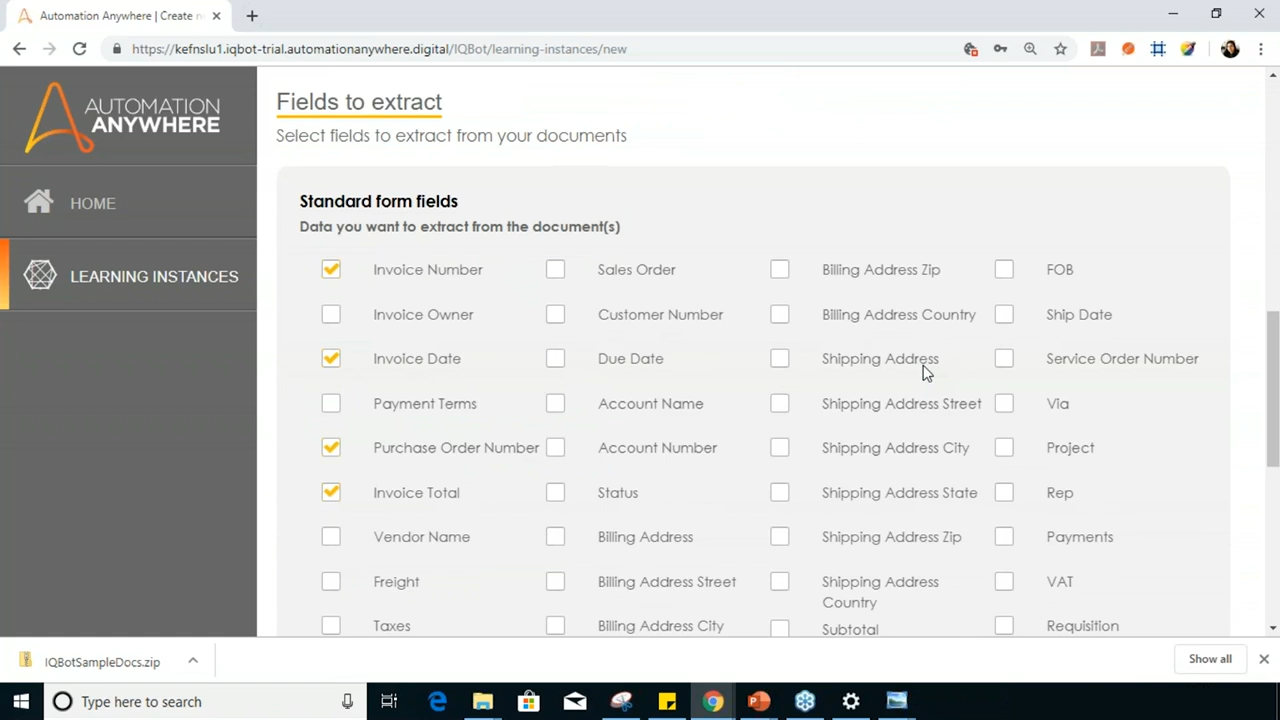 Automation Anywhere | Create n
https://kefnslu1.iqbot-trial.automationanywhere.digital/IQBot/learning-instances/new
AUTOMATION
ANYWHERE
HOME
LEARNING INSTANCES
Fields to extract
Select fields to extract from your documents
Standard form fields
Data you want to extract from the document(s)
Invoice Number Sales Order Billing Address Zip FOB
Invoice Owner Customer Number Billing Address Country Ship Date
Invoice Date Due Date Shipping Address Service Order Number
Payment Terms Account Name Shipping Address Street Via
Purchase Order Number Account Number Shipping Address City Project
Invoice Total Status Shipping Address State Rep
Vendor Name Billing Address Shipping Address Zip Payments
Freight Billing Address Street Shipping Address Country VAT
Taxes Billing Address City Subtotal Requisition
IQBotSampleDocs.zip
Show all
Type here to search